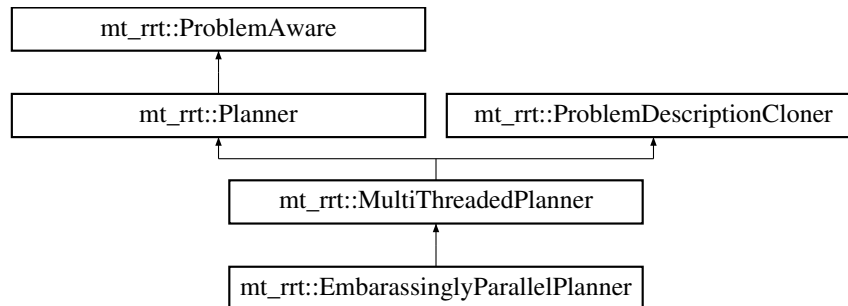 mt_rrt::ProblemAware
mt_rrt::Planner
mt_rrt::ProblemDescriptionCloner
mt_rrt::MultiThreadedPlanner
mt_rrt::EmbarassinglyParallelPlanner